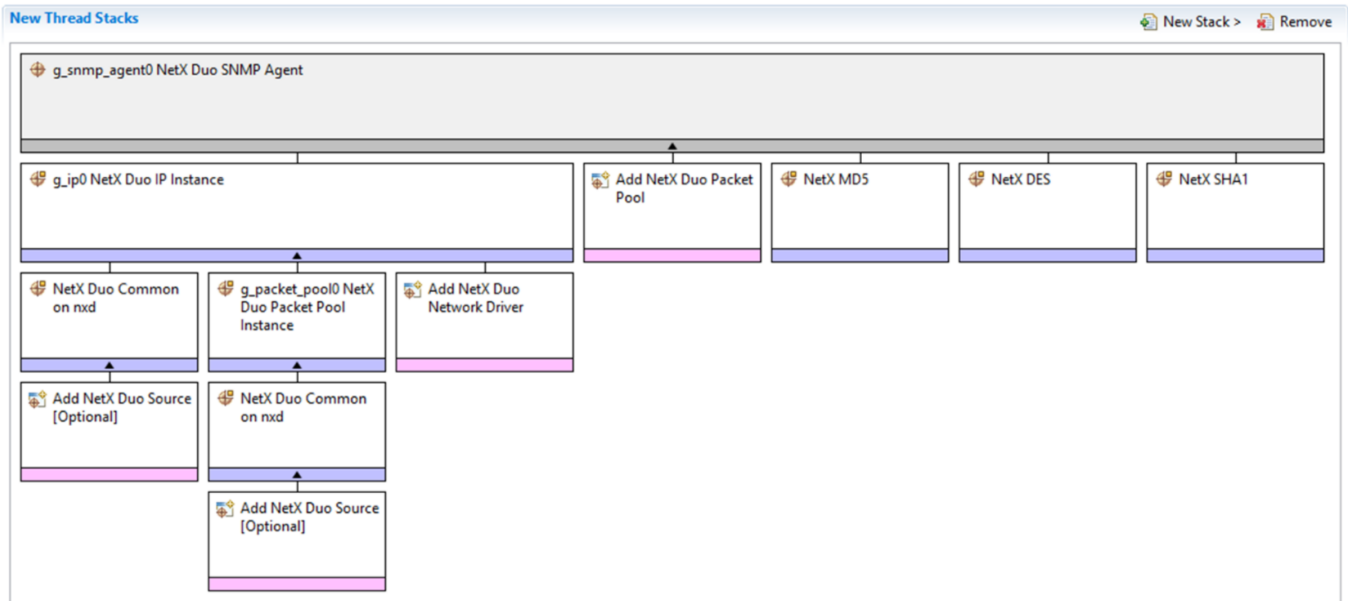 New Thread Stacks
New Stack >
Remove
g_snmp_agent0 NetX Duo SNMP Agent
g_ip0 NetX Duo IP Instance
Add NetX Duo Packet
Pool
NetX MD5
NetX DES
NetX SHA1
NetX Duo Common
on nxd
g_packet_pool0 NetX
Duo Packet Pool
Instance
Add NetX Duo
Network Driver
Add NetX Duo Source
[Optional]
NetX Duo Common
on nxd
Add NetX Duo Source
[Optional]